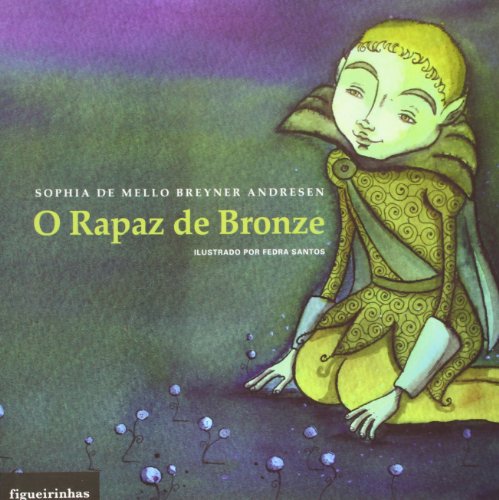 SOPHIA DE MELLO BREYNER ANDRESEN
O Rapaz de Bronze
ILUSTRADO POR FEDRA SANTOS
figueirinhas